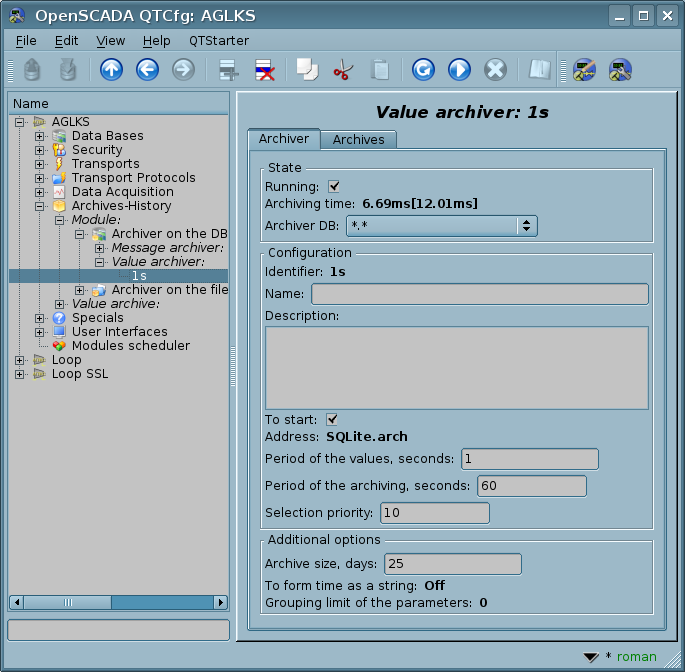 OpenSCADA QTCfg: AGLKS
File Edit View Help QTStarter
Name
AGLKS
Data Bases
Security
Transports
Transport Protocols
Data Acquisition
Archives-History
Module:
Archiver on the DB
Message archiver:
Value archiver:
1s
Archiver on the file
Value archive:
Specials
User Interfaces
Modules scheduler
Loop
Loop SSL
Value archiver: 1s
Archiver Archives
State
Running:
Archiving time: 6.69ms[12.01ms]
Archiver DB: *.*
Configuration
Identifier: 1s
Name:
Description:
To start:
Address: SQLite.arch
Period of the values, seconds: 1
Period of the archiving, seconds: 60
Selection priority: 10
Additional options
Archive size, days: 25
To form time as a string: Off
Grouping limit of the parameters: 0
* roman